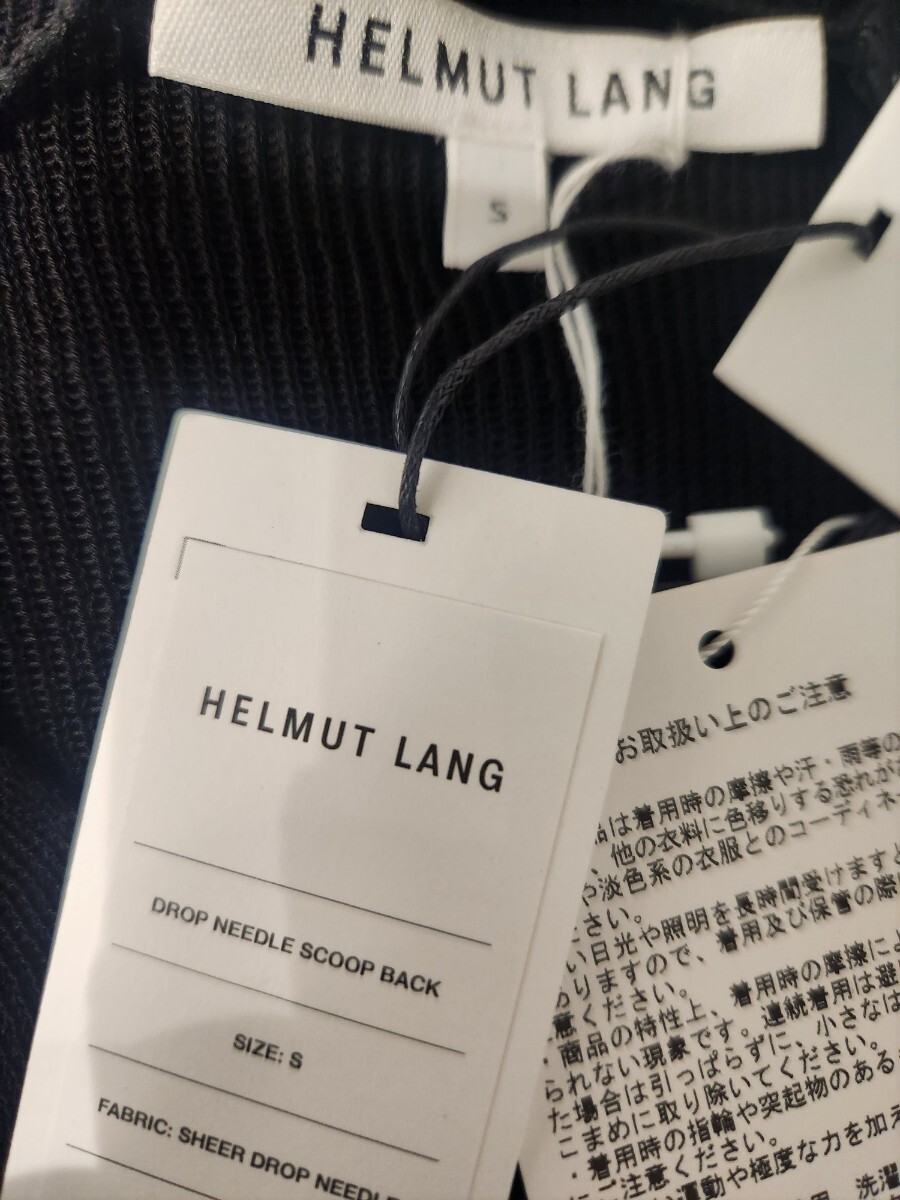 HELMUT LANG
S
HELMUT LANG
DROP NEEDLE SCOOP BACK
SIZE: S
FABRIC: SHEER DROP NEEDLE
お取扱い上のご注意
品は着用時の摩擦や汗・雨等の
、他の衣料に色移りする恐れが
や淡色系の衣服とのコーディネ
ださい。
い日光や照明を長時間受けますと
ありますので、着用及び保管の際
意ください。
・商品の特性上、着用時の摩擦によ
られない現象です。連続着用は避
た場合は引っぱらずに、小さなは
こまめに取り除いてください。
・着用時の指輪や突起物のある
にご注意ください。
運動や極度な力を加え
洗濯